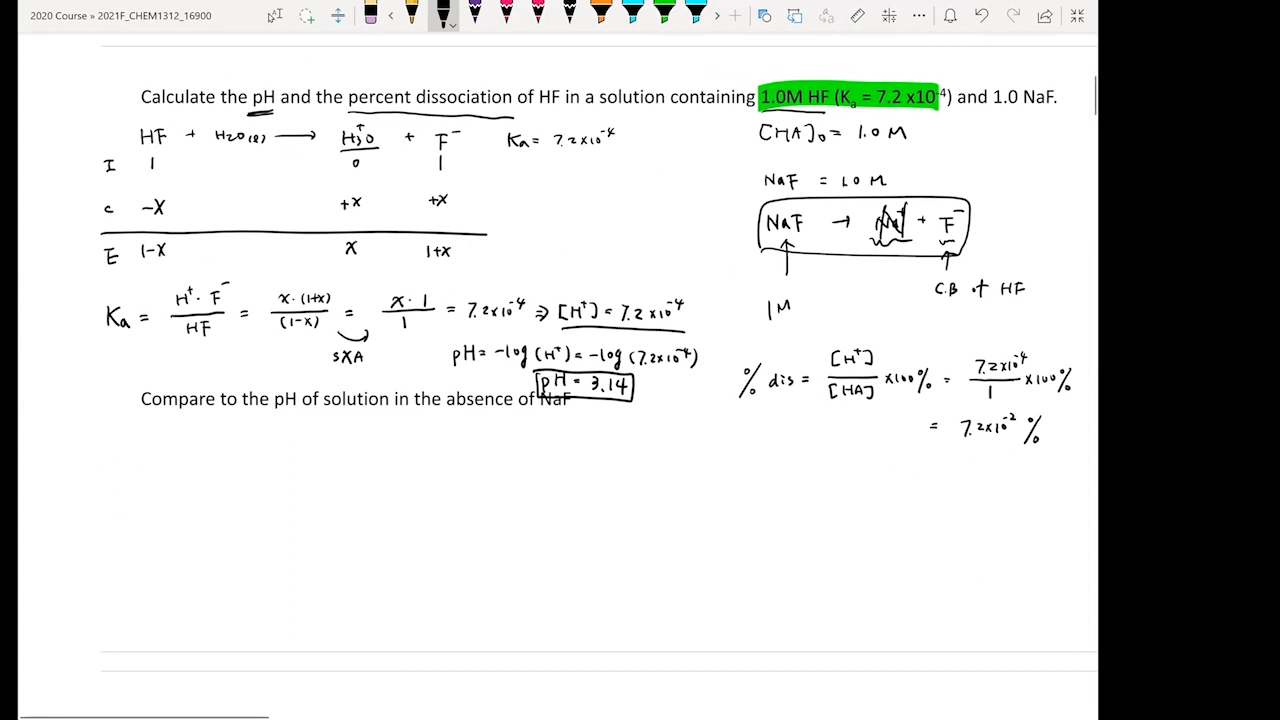 2020 Course » 2021F_CHEM1312_16900
Calculate the pH and the percent dissociation of HF in a solution containing 1.0M HF (Kₐ = 7.2 x10⁻⁴) and 1.0 NaF.
HF + H2O(l) → H₃⁺O + F⁻ Ka = 7.2x10⁻⁴
I 1 0 1
C -X +X +X
E 1-X X 1+X
Ka = H⁺· F⁻ / HF = X·(1+X) / (1-X) = X·1 / 1 = 7.2x10⁻⁴ ⇒ [H⁺] = 7.2x10⁻⁴
5%A
pH = -log(H⁺) = -log(7.2x10⁻⁴)
pH = 3.14
Compare to the pH of solution in the absence of NaF
[HA]₀ = 1.0 M
NaF = 1.0 M
NaF → Na⁺ + F⁻
C.B of HF
1M
% dis = [H⁺] / [HA] x100% = 7.2x10⁻⁴ / 1 x100%
= 7.2x10⁻² %